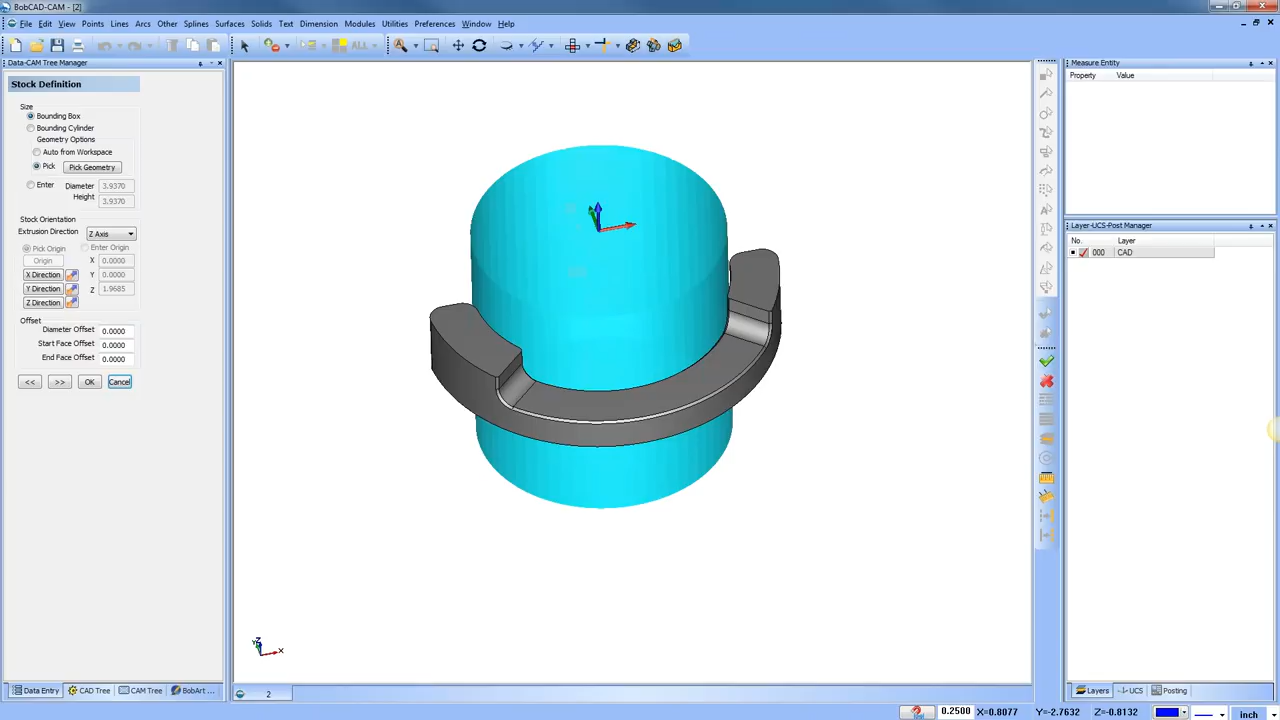 BobCAD-CAM - [2]
File Edit View Points Lines Arcs Other Splines Surfaces Solids Text Dimension Modules Utilities Preferences Window Help
ALL
Data-CAM Tree Manager
Stock Definition
Size
Bounding Box
Bounding Cylinder
Geometry Options
Auto from Workspace
Pick Pick Geometry
Enter Diameter 3.9370
Height 3.9370
Stock Orientation
Extrusion Direction Z Axis
Pick Origin Enter Origin
Origin X 0.0000
X Direction Y 0.0000
Y Direction Z 1.9685
Z Direction
Offset
Diameter Offset 0.0000
Start Face Offset 0.0000
End Face Offset 0.0000
<< >> OK Cancel
Data Entry CAD Tree CAM Tree BobArt ...
Z
X
2
Measure Entity
Property Value
Layer-UCS-Post Manager
No. Layer
000 CAD
Layers UCS Posting
0.2500 X=0.8077 Y=-2.7632 Z=-0.8132 inch